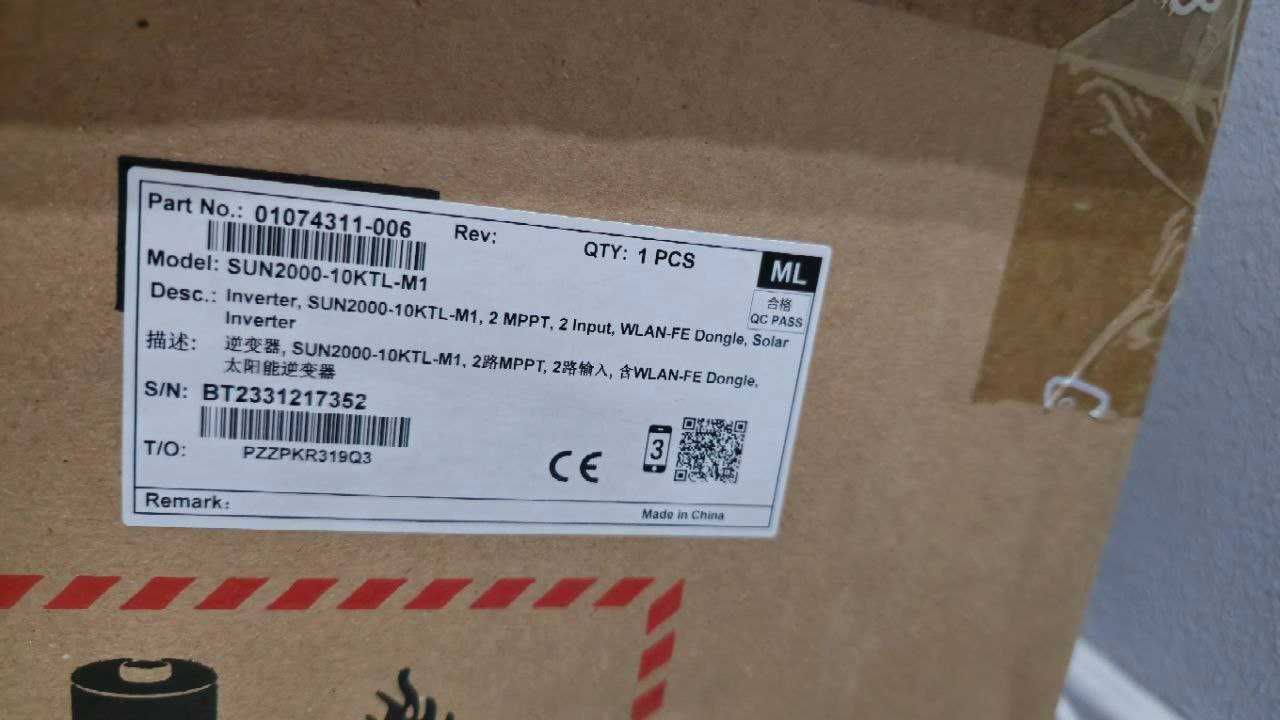 Part No.: 01074311-006 Rev: QTY: 1 PCS
ML
Model: SUN2000-10KTL-M1
合格
QC PASS
Desc.: Inverter, SUN2000-10KTL-M1, 2 MPPT, 2 Input, WLAN-FE Dongle, Solar
Inverter
描述: 逆变器, SUN2000-10KTL-M1, 2路MPPT, 2路输入, 含WLAN-FE Dongle,
太阳能逆变器
S/N: BT2331217352
T/O: PZZPKR319Q3
CE
3
Remark:
Made in China